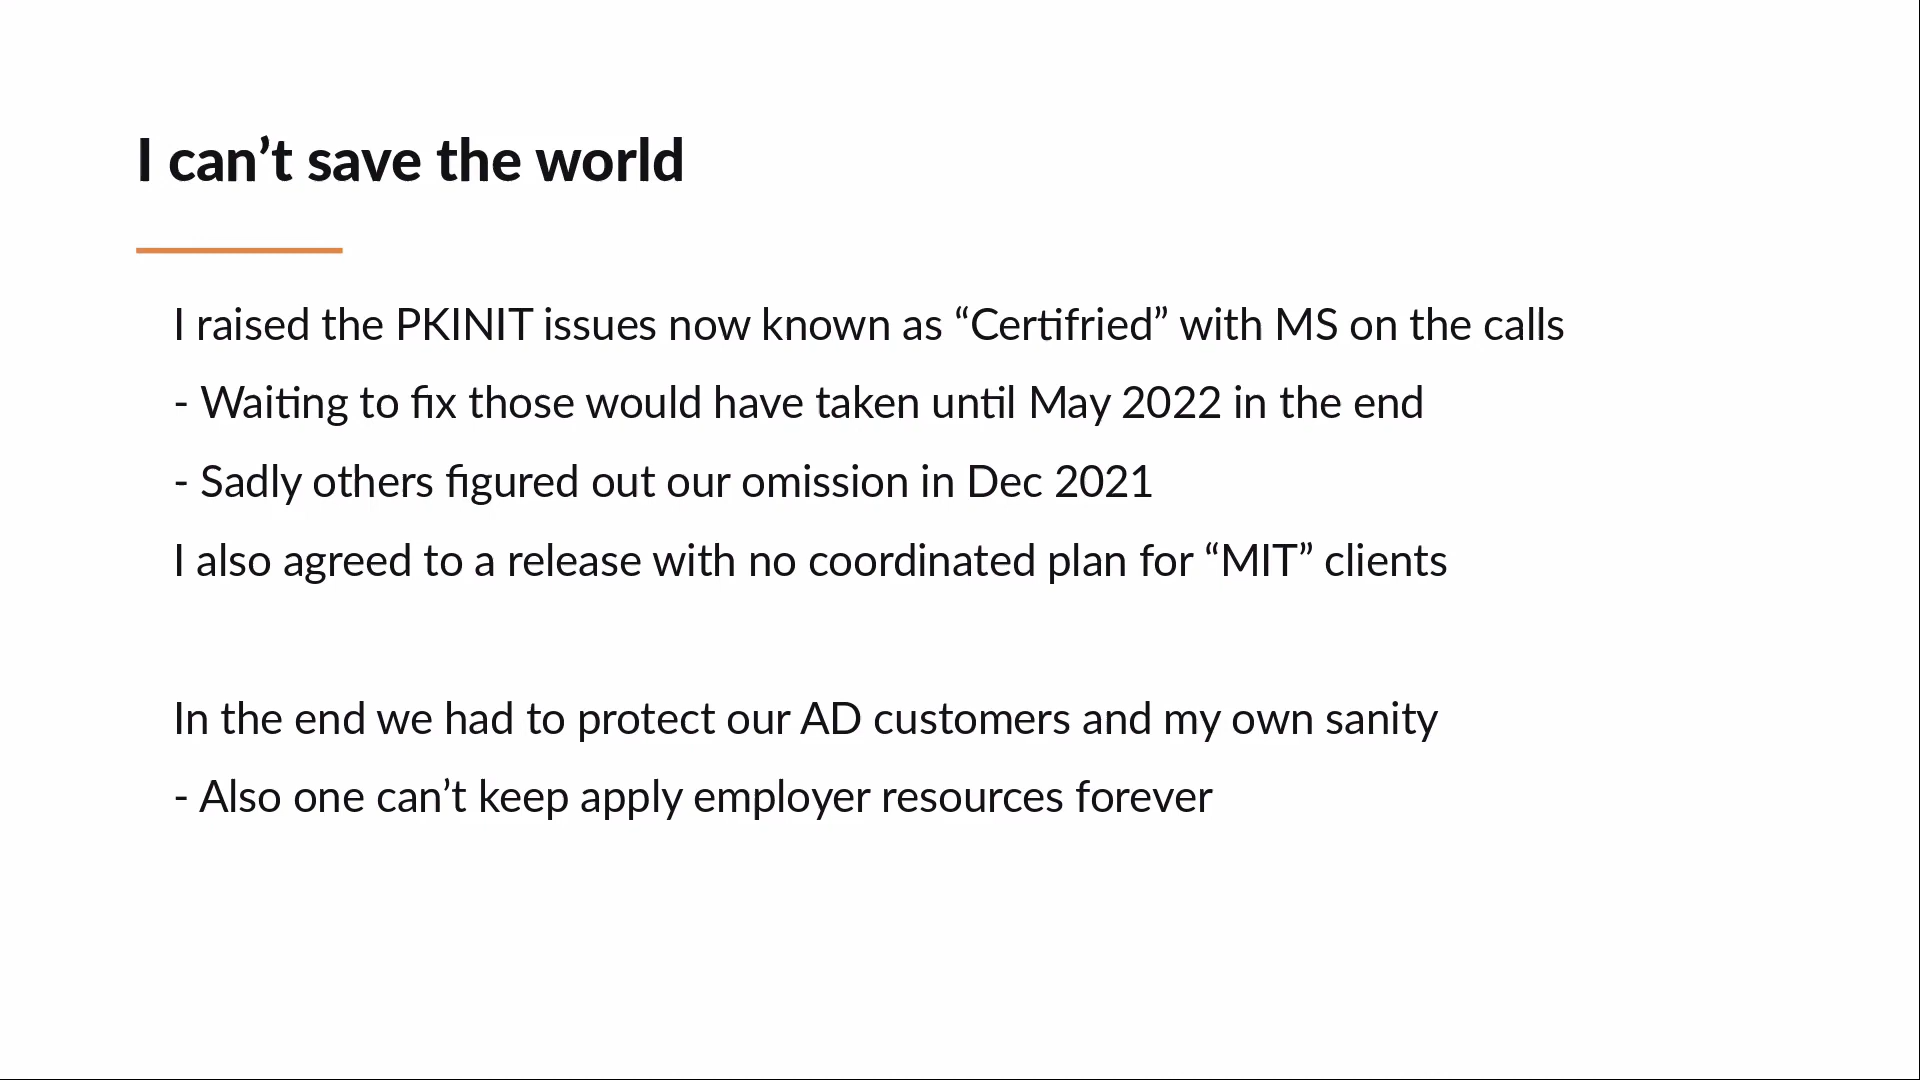 I can’t save the world
I raised the PKINIT issues now known as “Certifried” with MS on the calls
- Waiting to fix those would have taken until May 2022 in the end
- Sadly others figured out our omission in Dec 2021
I also agreed to a release with no coordinated plan for “MIT” clients
In the end we had to protect our AD customers and my own sanity
- Also one can’t keep apply employer resources forever